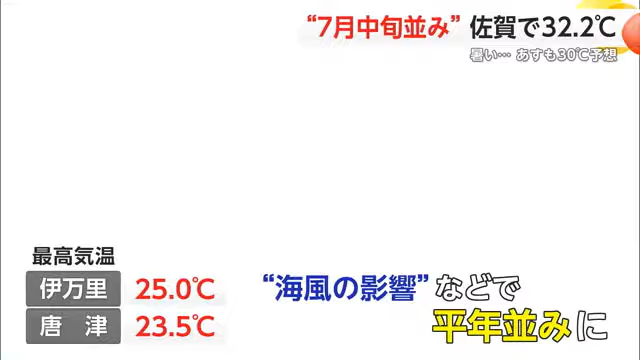 “7月中旬並み” 佐賀で32.2℃
暑い… あすも30℃予想
最高気温
伊万里 25.0℃
唐津 23.5℃
“海風の影響”などで
平年並みに